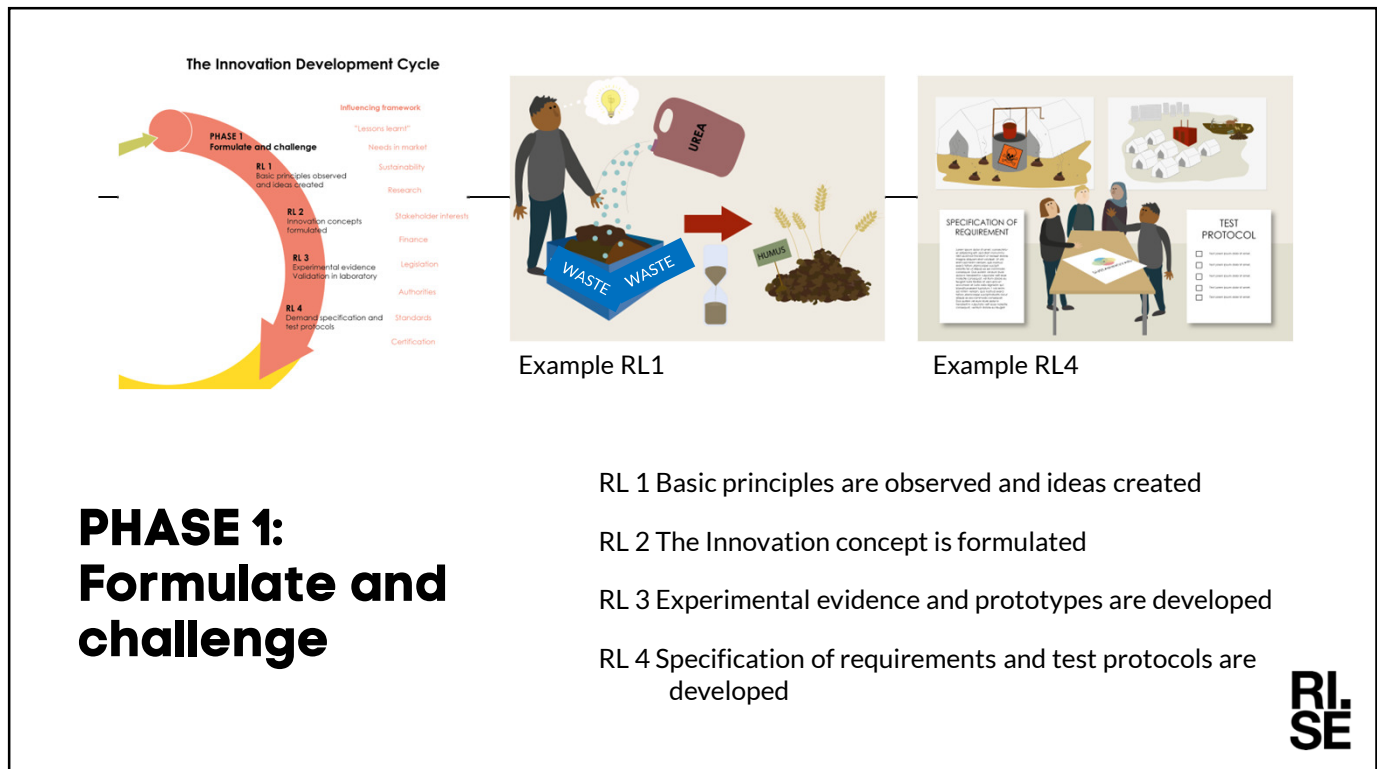 The Innovation Development Cycle
PHASE 1
Formulate and challenge
RL 1
Basic principles observed
and ideas created
RL 2
Innovation concepts
formulated
RL 3
Experimental evidence
Validation in laboratory
RL 4
Demand specification and
test protocols
Influencing framework
"Lessons learnt"
Needs in market
Sustainability
Research
Stakeholder interests
Finance
Legislation
Authorities
Standards
Certification
UREA
WASTE
WASTE
HUMUS
Example RL1
SPECIFICATION OF
REQUIREMENT
TEST
PROTOCOL
Example RL4
PHASE 1:
Formulate and
challenge
RL 1 Basic principles are observed and ideas created
RL 2 The Innovation concept is formulated
RL 3 Experimental evidence and prototypes are developed
RL 4 Specification of requirements and test protocols are
developed
RI.
SE